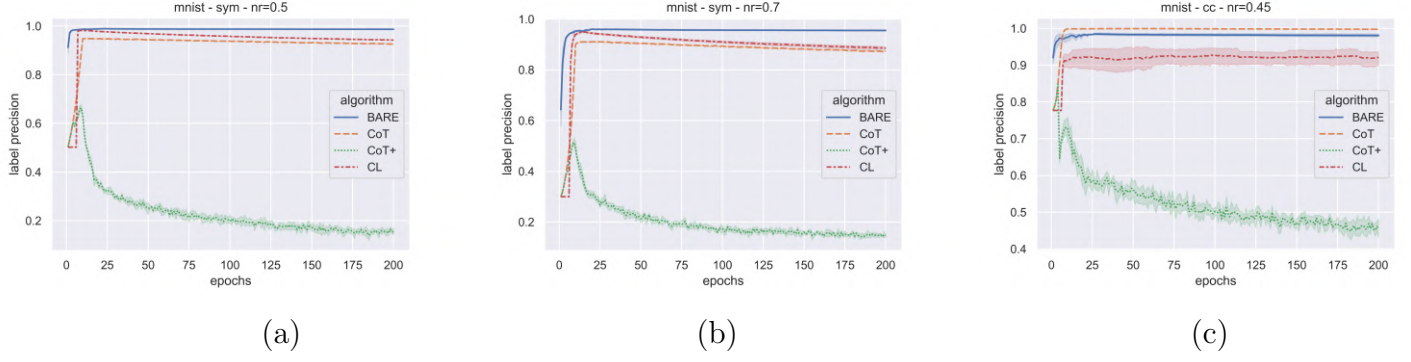 mnist - sym - nr=0.5
label precision
1.0
0.8
0.6
0.4
0.2
algorithm
BARE
CoT
CoT+
CL
0 25 50 75 100 125 150 175 200
epochs
(a)
mnist - sym - nr=0.7
label precision
1.0
0.8
0.6
0.4
0.2
algorithm
BARE
CoT
CoT+
CL
0 25 50 75 100 125 150 175 200
epochs
(b)
mnist - cc - nr=0.45
label precision
1.0
0.9
0.8
0.7
0.6
0.5
0.4
algorithm
BARE
CoT
CoT+
CL
0 25 50 75 100 125 150 175 200
epochs
(c)